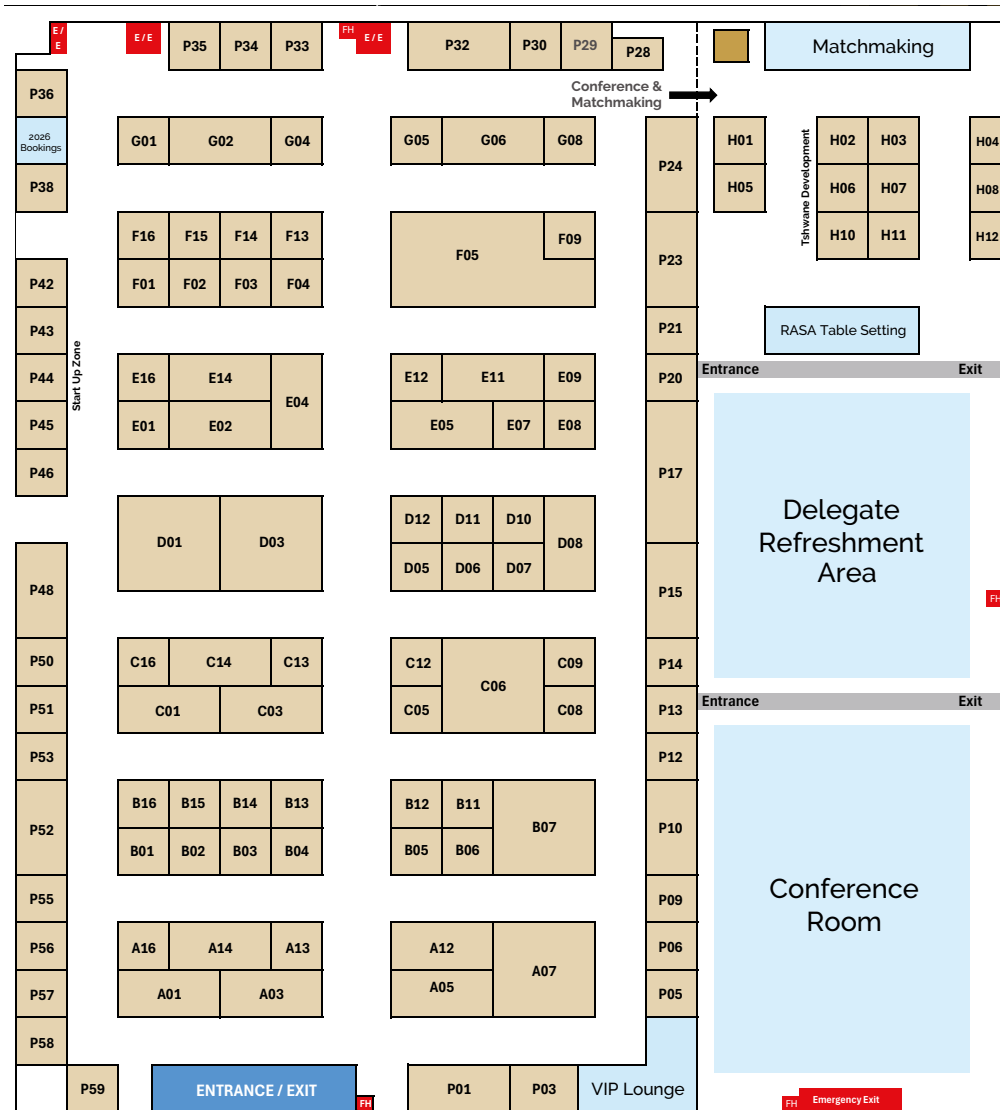 E /
E
E / E
P35
P34
P33
FH
E / E
P32
P30
P29
P28
Matchmaking
Conference &
Matchmaking
P36
2026
Bookings
P38
G01
G02
G04
G05
G06
G08
P24
H01
H05
Tshwane Development
H02
H03
H04
H06
H07
H08
H10
H11
H12
F16
F15
F14
F13
F01
F02
F03
F04
F05
F09
P23
P42
P43
P44
P45
P46
Start Up Zone
P21
RASA Table Setting
E16
E14
E04
E01
E02
E12
E11
E09
E05
E07
E08
P20
Entrance
Exit
P17
D01
D03
D12
D11
D10
D08
D05
D06
D07
Delegate
Refreshment
Area
P48
P15
FH
P50
C16
C14
C13
C12
C06
C09
P14
P51
C01
C03
C05
C08
P13
Entrance
Exit
P53
P12
P52
B16
B15
B14
B13
B01
B02
B03
B04
B12
B11
B07
B05
B06
P10
P55
P09
Conference
Room
P56
A16
A14
A13
A12
A07
P06
P57
A01
A03
A05
P05
P58
P59
ENTRANCE / EXIT
FH
P01
P03
VIP Lounge
FH
Emergency Exit